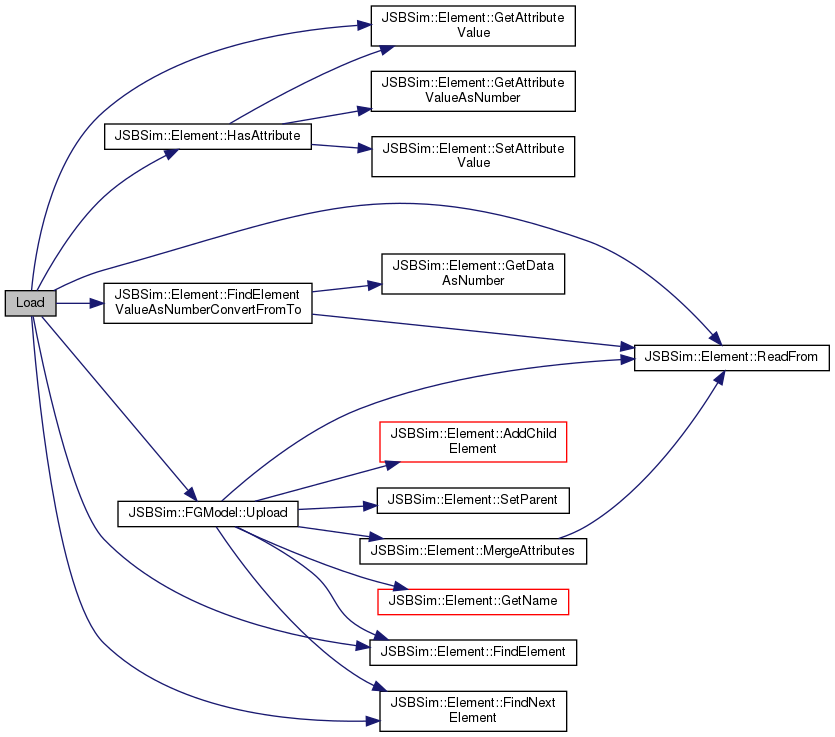 JSBSim::Element::GetAttribute
Value
JSBSim::Element::GetAttribute
ValueAsNumber
JSBSim::Element::HasAttribute
JSBSim::Element::SetAttribute
Value
JSBSim::Element::GetData
AsNumber
Load
JSBSim::Element::FindElement
ValueAsNumberConvertFromTo
JSBSim::Element::ReadFrom
JSBSim::Element::AddChild
Element
JSBSim::Element::SetParent
JSBSim::FGModel::Upload
JSBSim::Element::MergeAttributes
JSBSim::Element::GetName
JSBSim::Element::FindElement
JSBSim::Element::FindNext
Element